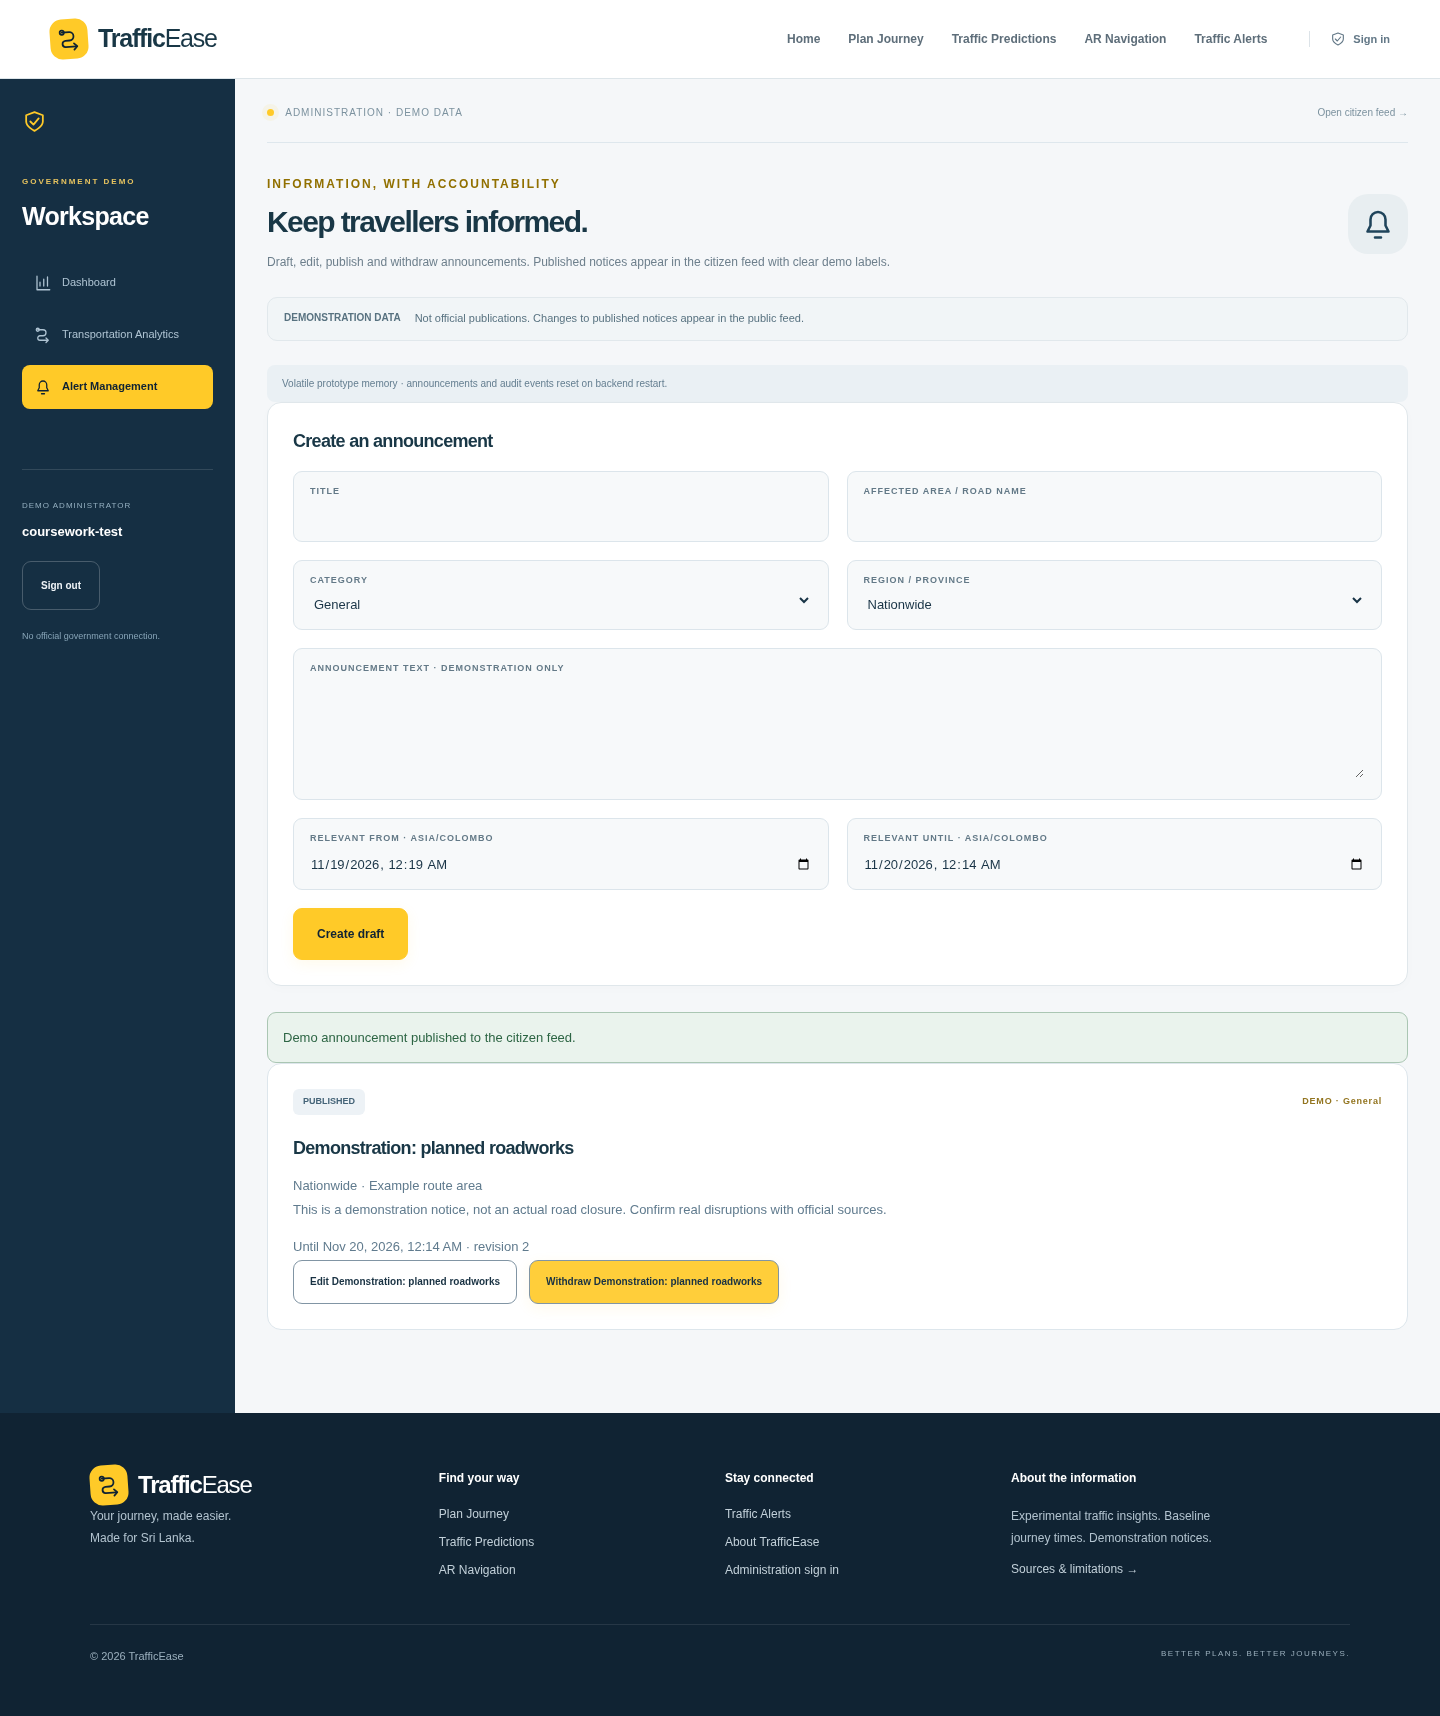 TrafficEase
Home Plan Journey Traffic Predictions AR Navigation Traffic Alerts Sign in
GOVERNMENT DEMO
Workspace
Dashboard
Transportation Analytics
Alert Management
DEMO ADMINISTRATOR
coursework-test
Sign out
No official government connection.
ADMINISTRATION · DEMO DATA
Open citizen feed →
INFORMATION, WITH ACCOUNTABILITY
Keep travellers informed.
Draft, edit, publish and withdraw announcements. Published notices appear in the citizen feed with clear demo labels.
DEMONSTRATION DATA Not official publications. Changes to published notices appear in the public feed.
Volatile prototype memory · announcements and audit events reset on backend restart.
Create an announcement
TITLE
AFFECTED AREA / ROAD NAME
CATEGORY
General
REGION / PROVINCE
Nationwide
ANNOUNCEMENT TEXT · DEMONSTRATION ONLY
RELEVANT FROM · ASIA/COLOMBO
11/19/2026, 12:19 AM
RELEVANT UNTIL · ASIA/COLOMBO
11/20/2026, 12:14 AM
Create draft
Demo announcement published to the citizen feed.
PUBLISHED
DEMO · General
Demonstration: planned roadworks
Nationwide · Example route area
This is a demonstration notice, not an actual road closure. Confirm real disruptions with official sources.
Until Nov 20, 2026, 12:14 AM · revision 2
Edit Demonstration: planned roadworks
Withdraw Demonstration: planned roadworks
TrafficEase
Your journey, made easier.
Made for Sri Lanka.
Find your way
Plan Journey
Traffic Predictions
AR Navigation
Stay connected
Traffic Alerts
About TrafficEase
Administration sign in
About the information
Experimental traffic insights. Baseline
journey times. Demonstration notices.
Sources & limitations →
© 2026 TrafficEase
BETTER PLANS. BETTER JOURNEYS.